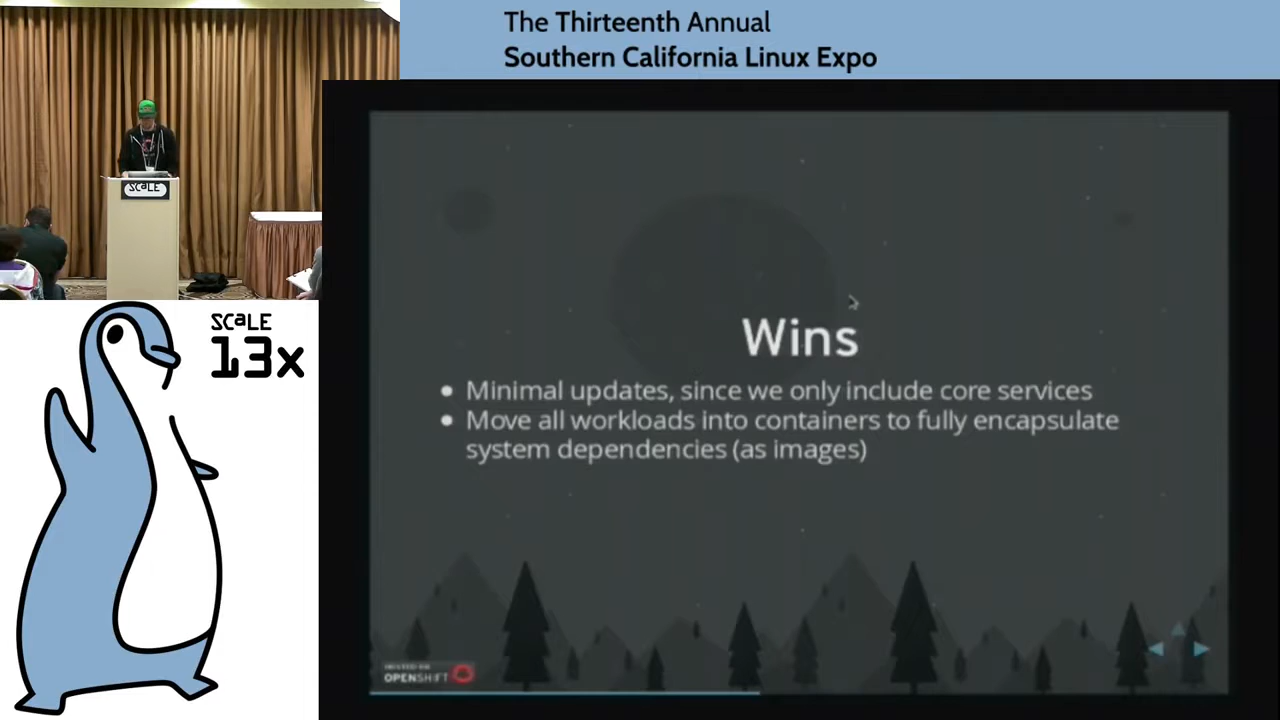 The Thirteenth Annual
Southern California Linux Expo
SCaLE
SCaLE
13x
Wins
Minimal updates, since we only include core services
Move all workloads into containers to fully encapsulate
system dependencies (as images)
OPENSHIFT